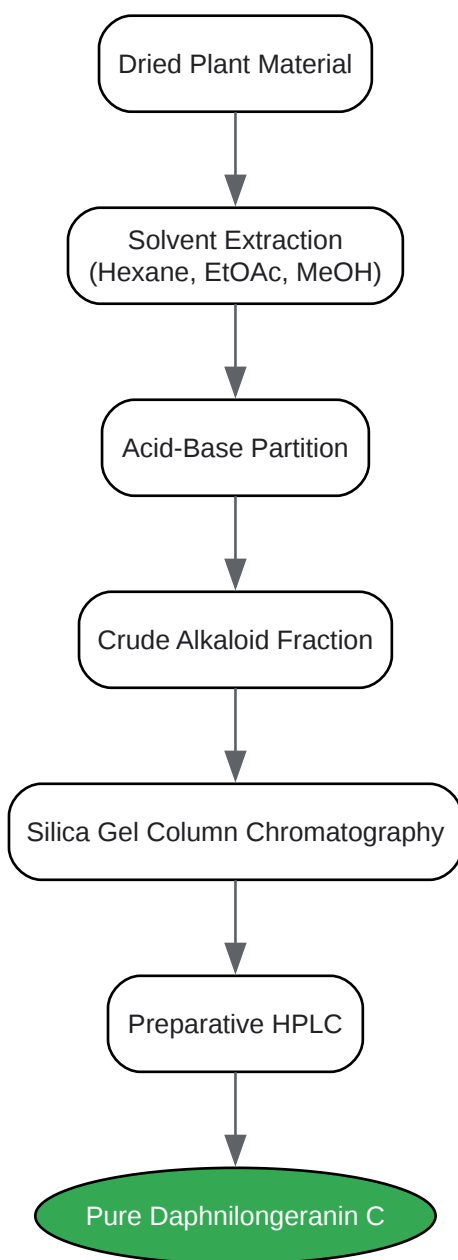 Dried Plant Material
Solvent Extraction
(Hexane, EtOAc, MeOH)
Acid-Base Partition
Crude Alkaloid Fraction
Silica Gel Column Chromatography
Preparative HPLC
Pure Daphnilongeranin C